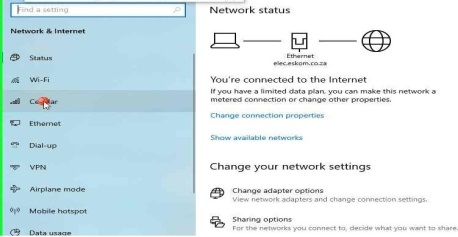 Find a setting
Network & Internet
Status
Wi-Fi
Ethernet
Dial-up
VPN
Airplane mode
Mobile hotspot
Data usage
Network status
Ethernet
elec.eskom.co.za
You're connected to the Internet
If you have a limited data plan, you can make this network a
metered connection or change other properties.
Change connection properties
Show available networks
Change your network settings
Change adapter options
View network adapters and change connection settings.
Sharing options
For the networks you connect to, decide what you want to share.